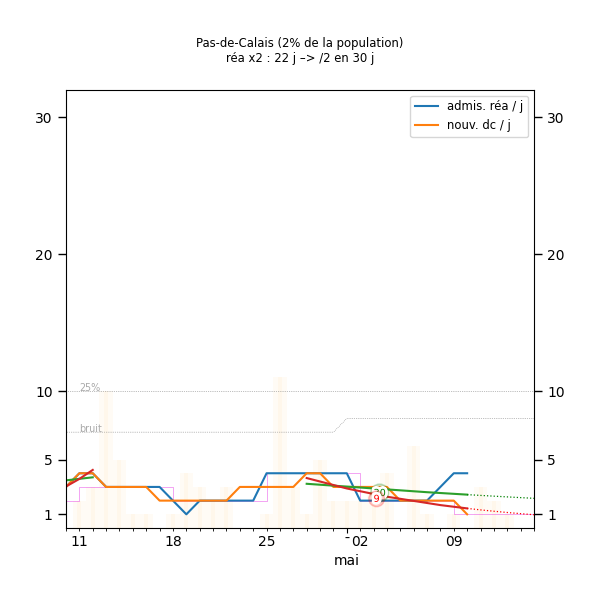 Pas-de-Calais (2% de la population)
réa x2 : 22 j –> /2 en 30 j
admis. réa / j
nouv. dc / j
30
30
20
20
25%
10
10
bruit
5
5
9
1
1
11
18
25
02
09
mai